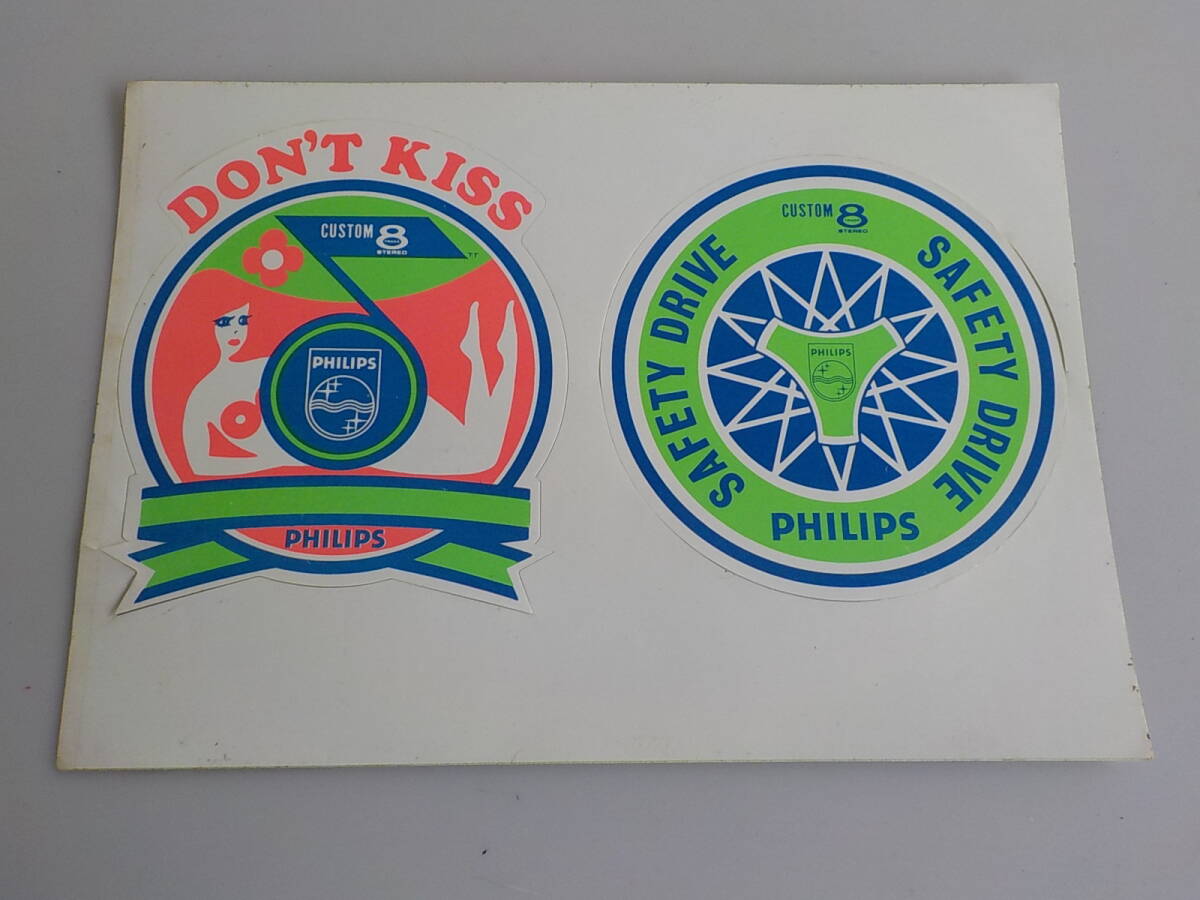 DON'T KISS
CUSTOM 8
STEREO
PHILIPS
PHILIPS
CUSTOM 8
STEREO
SAFETY DRIVE
SAFETY DRIVE
PHILIPS
PHILIPS